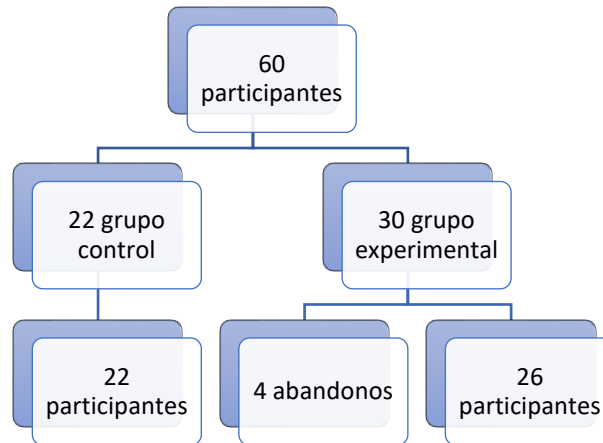 60
participantes
22 grupo
control
30 grupo
experimental
22
participantes
4 abandonos
26
participantes